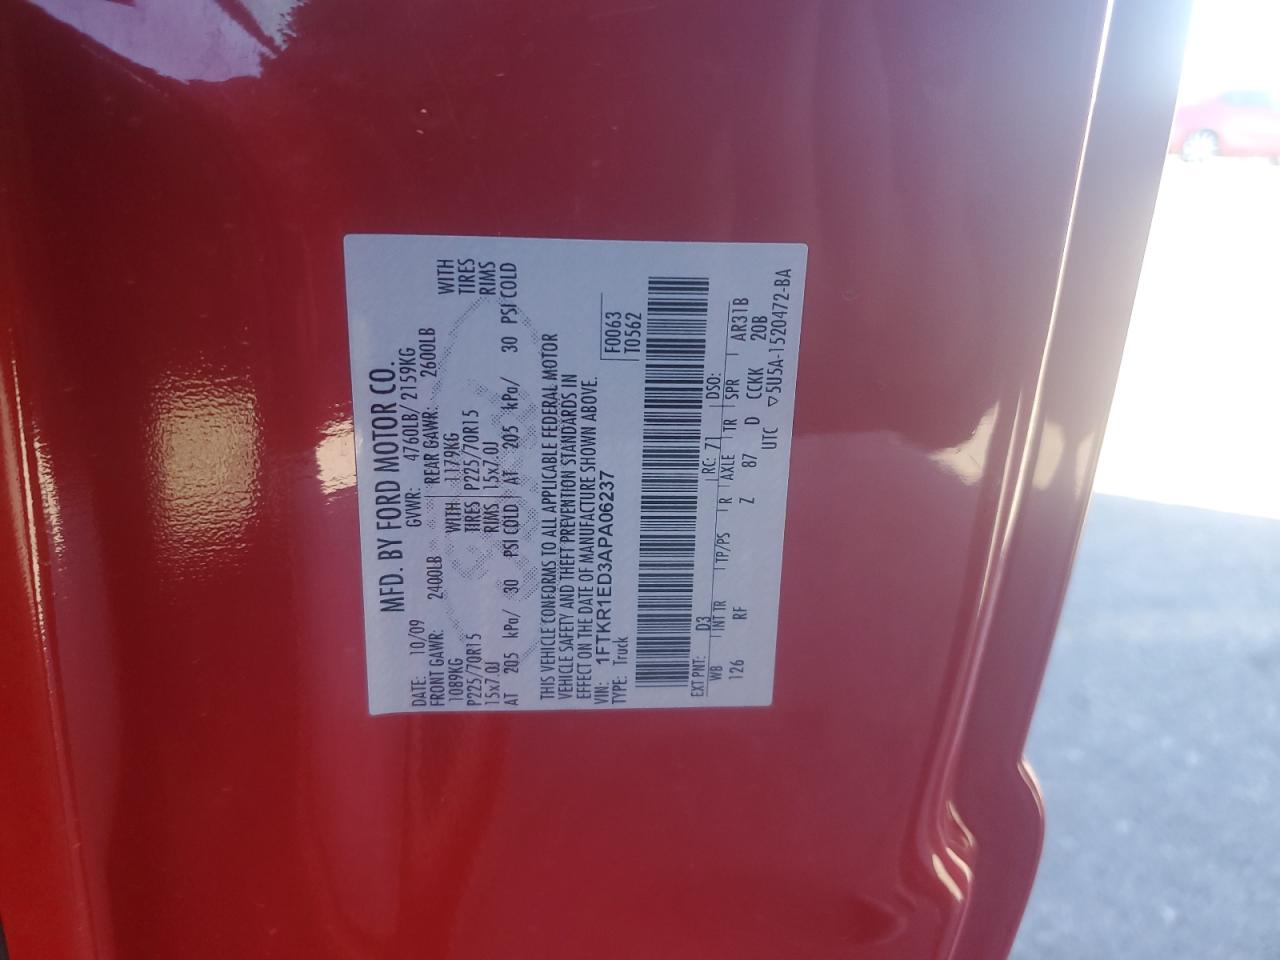 MFD. BY FORD MOTOR CO.
DATE: 10/09 GVWR: 4760LB/ 2159KG
FRONT GAWR: 2400LB REAR GAWR: 2600LB
1089KG WITH 1179KG WITH
P225/70R15 TIRES P225/70R15 TIRES
15x7.0J RIMS 15x7.0J RIMS
AT 205 kPa/ 30 PSI COLD AT 205 kPa/ 30 PSI COLD
THIS VEHICLE CONFORMS TO ALL APPLICABLE FEDERAL MOTOR
VEHICLE SAFETY AND THEFT PREVENTION STANDARDS IN
EFFECT ON THE DATE OF MANUFACTURE SHOWN ABOVE.
VIN: 1FTKR1ED3APA06237 F0063
TYPE: Truck T0562
EXT PNT: D3 RC: 71 DSO:
WB INT TR TP/PS R AXLE TR SPR AR31B
126 RF Z 87 D CCKK 20B
UTC ▽5U5A-1520472-BA